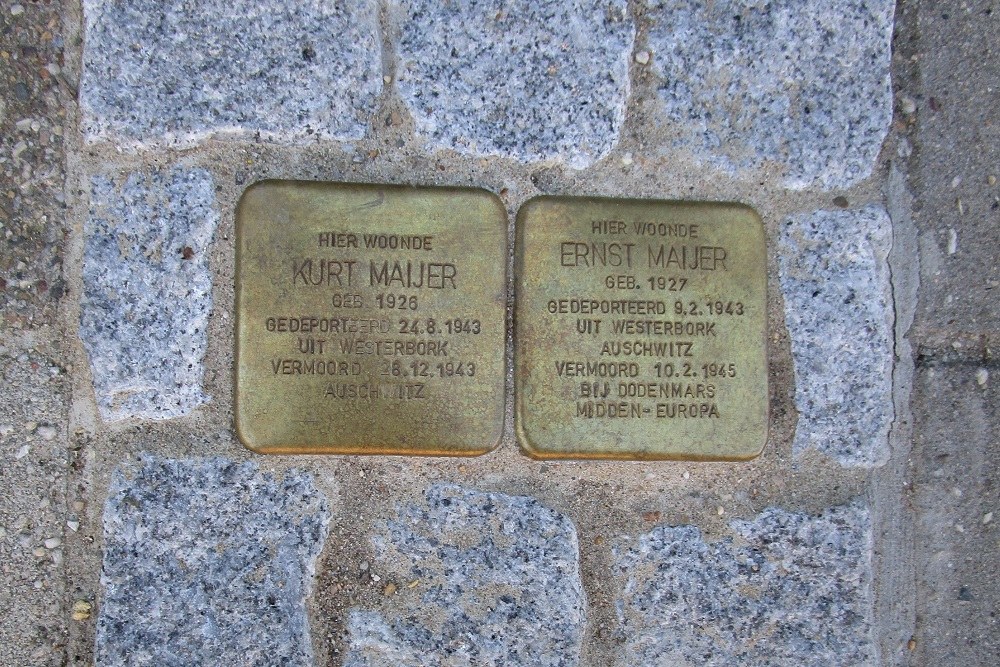 HIER WOONDE
KURT MAIJER
GEB. 1926
GEDEPORTEERD 24.8.1943
UIT WESTERBORK
VERMOORD 28.12.1943
AUSCHWITZ
HIER WOONDE
ERNST MAIJER
GEB. 1927
GEDEPORTEERD 9.2.1943
UIT WESTERBORK
AUSCHWITZ
VERMOORD 10.2.1945
BIJ DODENMARS
MIDDEN-EUROPA